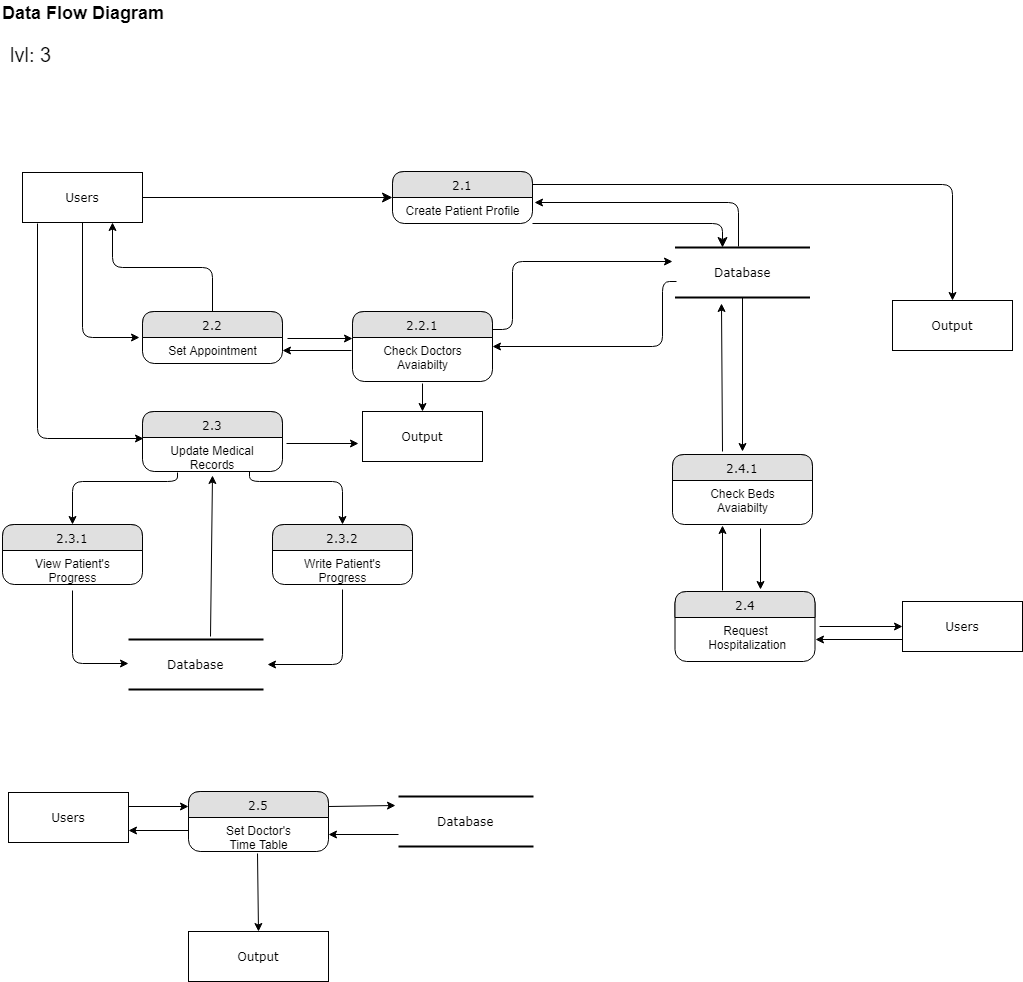 Data Flow Diagram
lvl: 3
Users
2.1
Create Patient Profile
Database
Output
2.2
Set Appointment
2.2.1
Check Doctors
Avaiabilty
Output
2.3
Update Medical
Records
2.4.1
Check Beds
Avaiabilty
2.3.1
View Patient's
Progress
2.3.2
Write Patient's
Progress
2.4
Request
Hospitalization
Users
Database
Users
2.5
Set Doctor's
Time Table
Database
Output